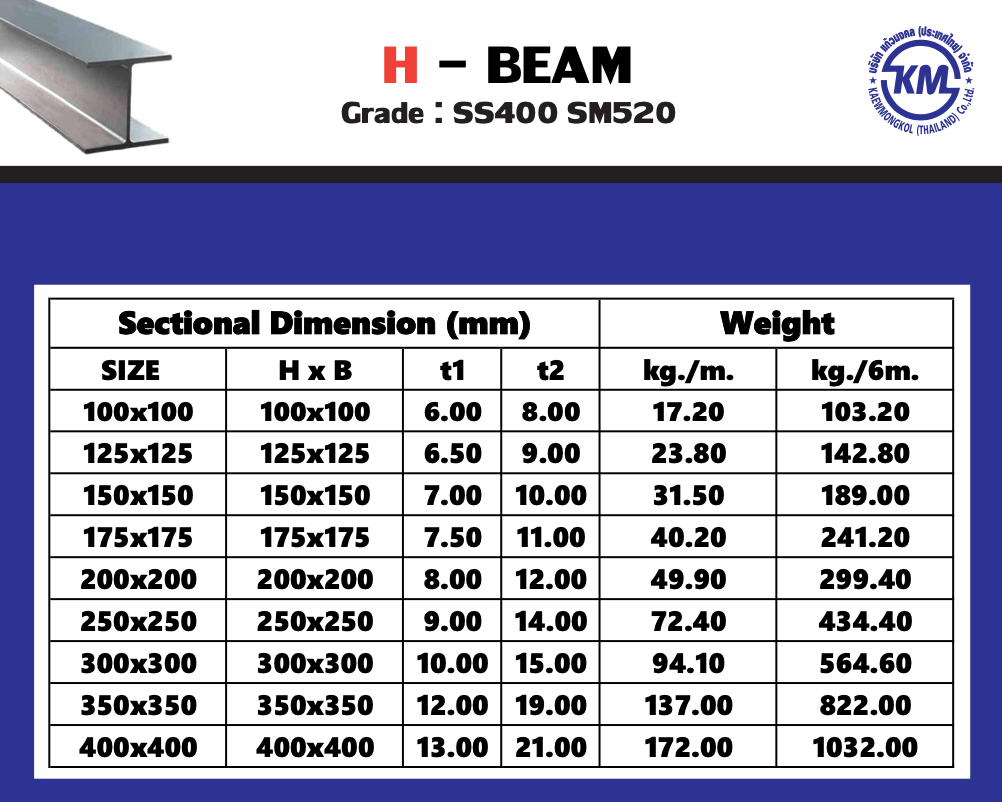 H - BEAM
Grade : SS400 SM520
บริษัท แก้วมงคล (ประเทศไทย) จำกัด
KM
KAEWMONGKOL (THAILAND) Co.,Ltd.
Sectional Dimension (mm) Weight
SIZE H x B t1 t2 kg./m. kg./6m.
100x100 100x100 6.00 8.00 17.20 103.20
125x125 125x125 6.50 9.00 23.80 142.80
150x150 150x150 7.00 10.00 31.50 189.00
175x175 175x175 7.50 11.00 40.20 241.20
200x200 200x200 8.00 12.00 49.90 299.40
250x250 250x250 9.00 14.00 72.40 434.40
300x300 300x300 10.00 15.00 94.10 564.60
350x350 350x350 12.00 19.00 137.00 822.00
400x400 400x400 13.00 21.00 172.00 1032.00